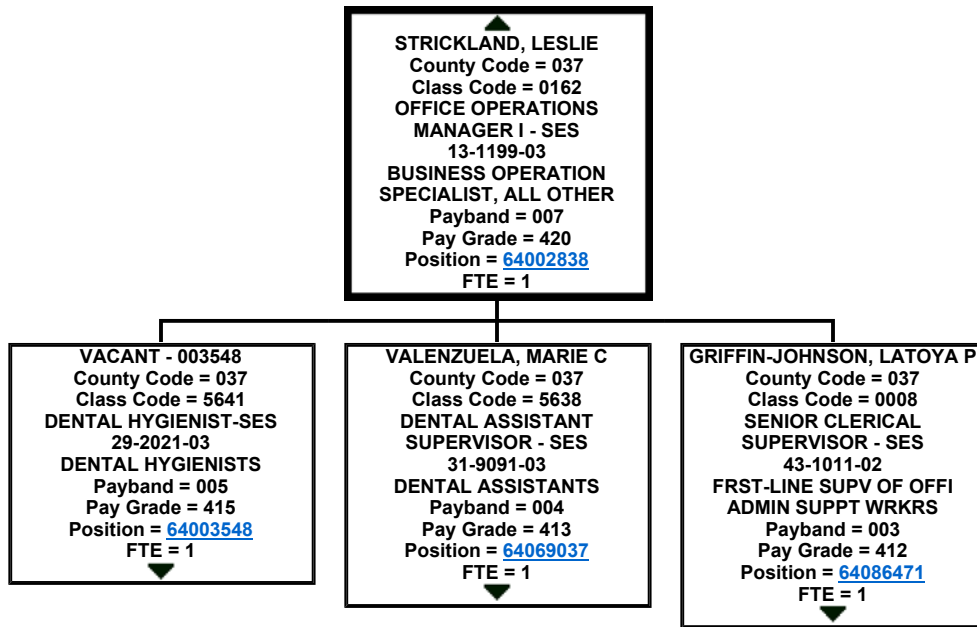 STRICKLAND, LESLIE
County Code = 037
Class Code = 0162
OFFICE OPERATIONS
MANAGER I - SES
13-1199-03
BUSINESS OPERATION
SPECIALIST, ALL OTHER
Payband = 007
Pay Grade = 420
Position = 64002838
FTE = 1
VACANT - 003548
County Code = 037
Class Code = 5641
DENTAL HYGIENIST-SES
29-2021-03
DENTAL HYGIENISTS
Payband = 005
Pay Grade = 415
Position = 64003548
FTE = 1
VALENZUELA, MARIE C
County Code = 037
Class Code = 5638
DENTAL ASSISTANT
SUPERVISOR - SES
31-9091-03
DENTAL ASSISTANTS
Payband = 004
Pay Grade = 413
Position = 64069037
FTE = 1
GRIFFIN-JOHNSON, LATOYA P
County Code = 037
Class Code = 0008
SENIOR CLERICAL
SUPERVISOR - SES
43-1011-02
FRST-LINE SUPV OF OFFI
ADMIN SUPPT WRKRS
Payband = 003
Pay Grade = 412
Position = 64086471
FTE = 1